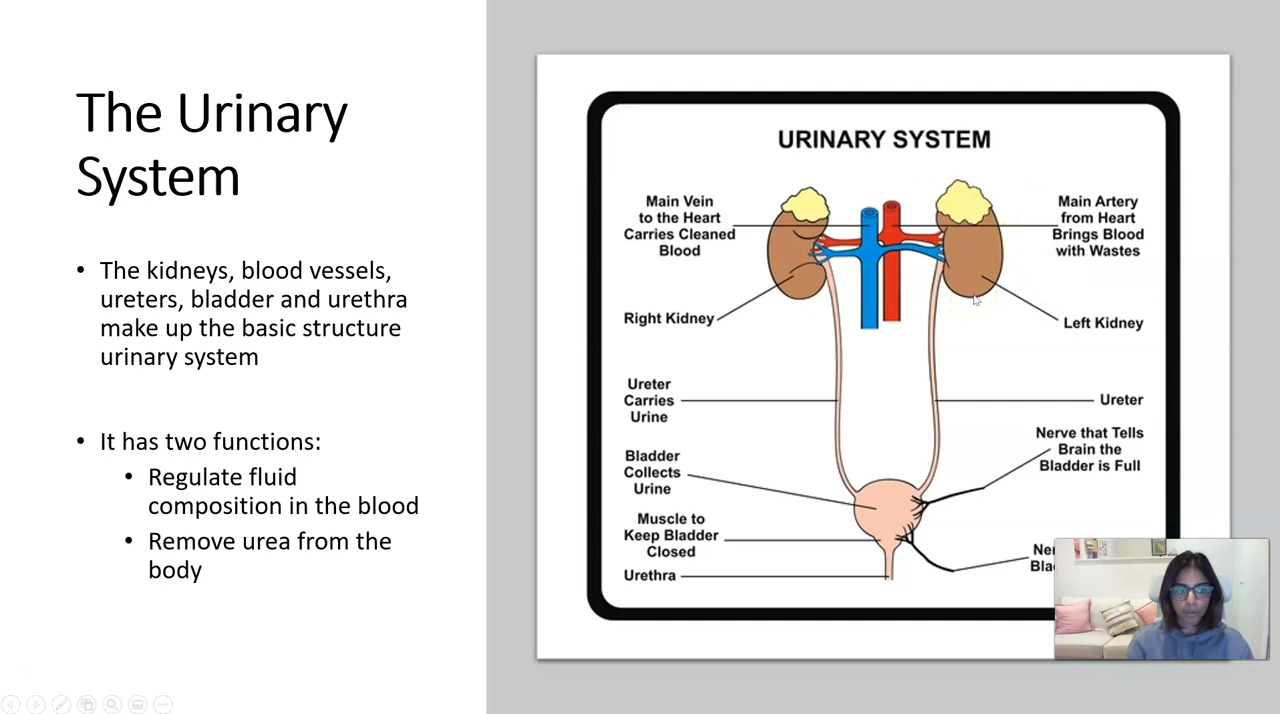 The Urinary
System
• The kidneys, blood vessels,
ureters, bladder and urethra
make up the basic structure
urinary system
• It has two functions:
• Regulate fluid
composition in the blood
• Remove urea from the
body
URINARY SYSTEM
Main Vein
to the Heart
Carries Cleaned
Blood
Main Artery
from Heart
Brings Blood
with Wastes
Right Kidney
Left Kidney
Ureter
Carries
Urine
Ureter
Nerve that Tells
Brain the
Bladder is Full
Bladder
Collects
Urine
Muscle to
Keep Bladder
Closed
Urethra